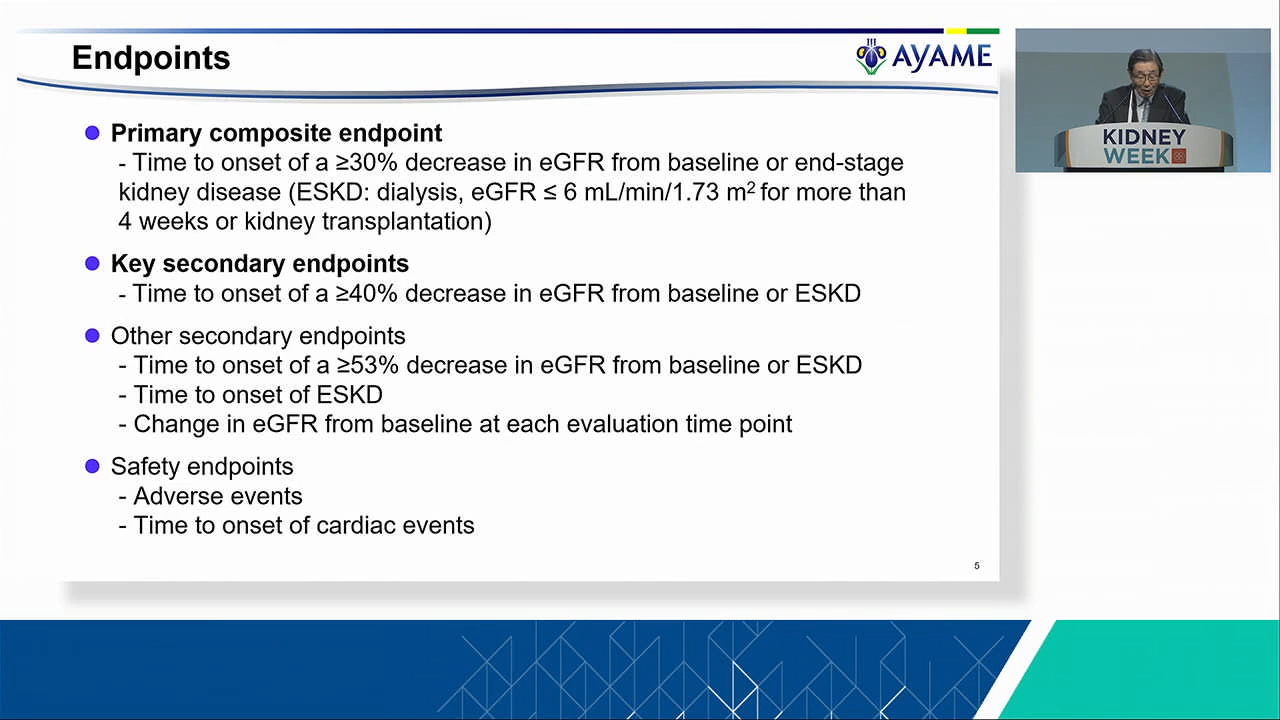 Endpoints
AYAME
Primary composite endpoint
- Time to onset of a ≥30% decrease in eGFR from baseline or end-stage
kidney disease (ESKD: dialysis, eGFR ≤ 6 mL/min/1.73 m² for more than
4 weeks or kidney transplantation)
Key secondary endpoints
- Time to onset of a ≥40% decrease in eGFR from baseline or ESKD
Other secondary endpoints
- Time to onset of a ≥53% decrease in eGFR from baseline or ESKD
- Time to onset of ESKD
- Change in eGFR from baseline at each evaluation time point
Safety endpoints
- Adverse events
- Time to onset of cardiac events
5
KIDNEY
WEEK